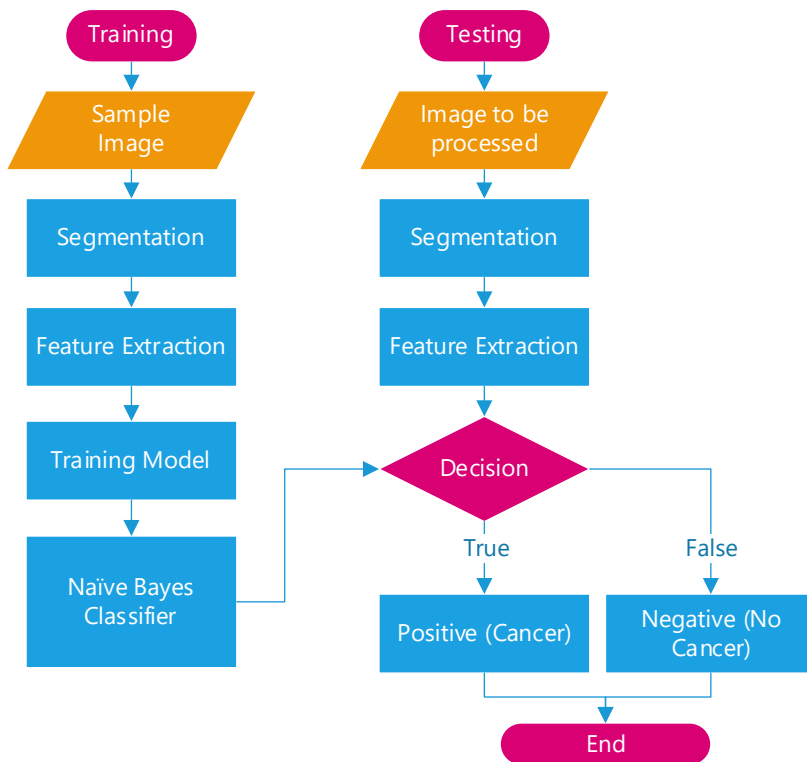 Training
Sample
Image
Segmentation
Feature Extraction
Training Model
Naïve Bayes
Classifier
Testing
Image to be
processed
Segmentation
Feature Extraction
Decision
True
False
Positive (Cancer)
Negative (No
Cancer)
End